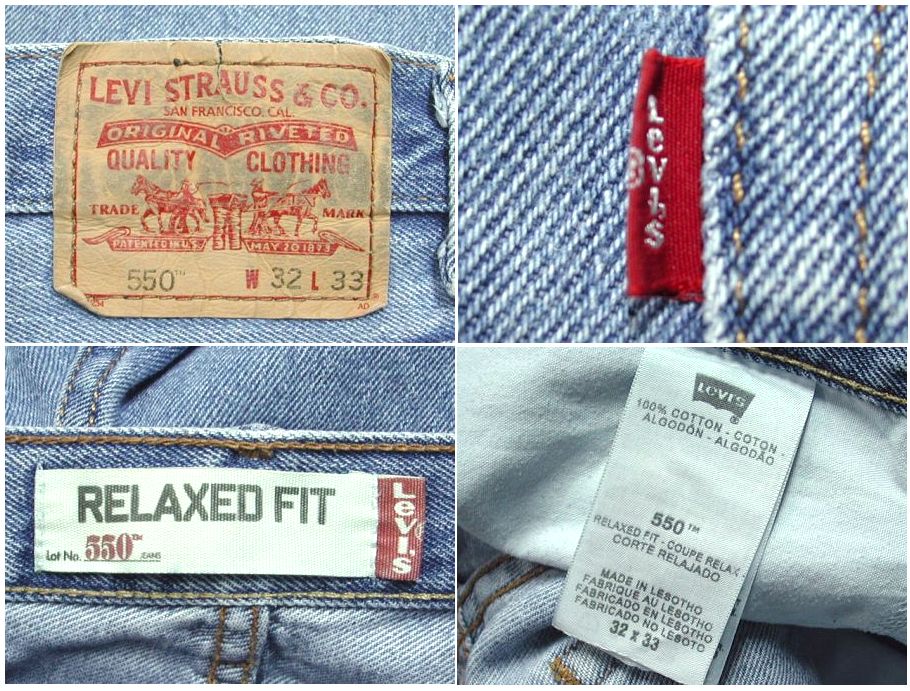 LEVI STRAUSS & CO.
SAN FRANCISCO, CAL.
ORIGINAL RIVETED
QUALITY CLOTHING
TRADE MARK
PATENTED IN U.S. MAY 20 1873
550™ W 32 L 33
®
AD
Levi's
®
RELAXED FIT
Lot No. 550™ JEANS
Levi's
®
LEVI'S
®
100% COTTON - COTON
ALGODÓN - ALGODÃO
550™
RELAXED FIT - COUPE RELAX
CORTE RELAJADO
MADE IN LESOTHO
FABRIQUE AU LESOTHO
FABRICADO EN LESOTHO
FABRICADO NO LESOTO
32 X 33